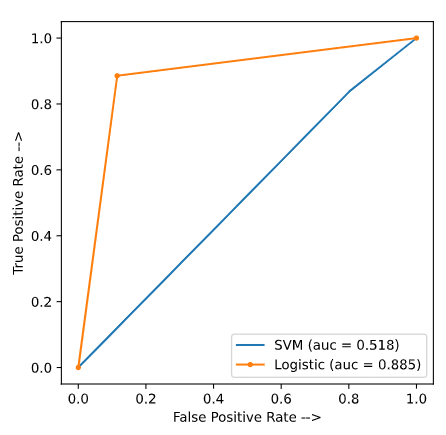 1.0
0.8
0.6
0.4
0.2
0.0
True Positive Rate -->
SVM (auc = 0.518)
Logistic (auc = 0.885)
0.0 0.2 0.4 0.6 0.8 1.0
False Positive Rate -->